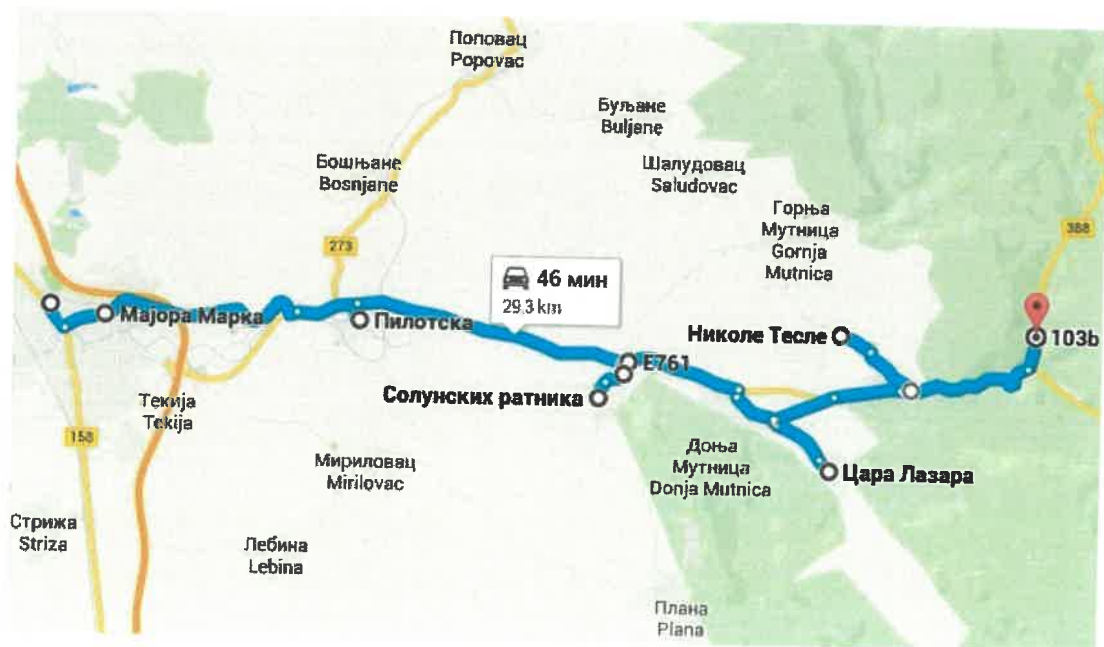 Поповац
Popovac
Буљане
Buljane
Бошњане
Bosnjane
Шалудовац
Saludovac
Горња
Мутница
Gornja
Mutnica
388
273
46 мин
29,3 km
Мајора Марка
Пилотска
Николе Тесле
103b
E761
Солунских ратника
Текија
Tekija
158
Доња
Мутница
Donja Mutnica
Цара Лазара
Мириловац
Mirilovac
Стрижа
Striza
Лебина
Lebina
Плана
Plana